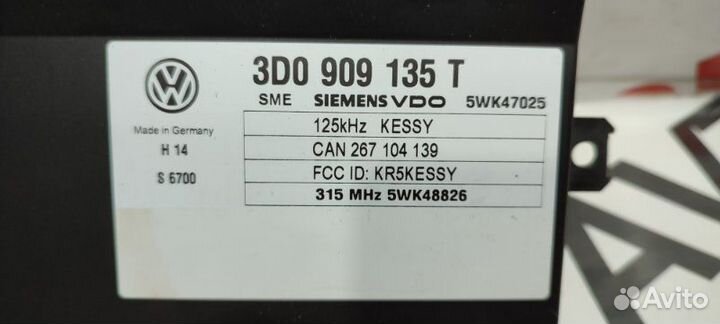 VW
3D0 909 135 T
SME SIEMENS VDO 5WK47025
Made in Germany
H 14
S 6700
125kHz KESSY
CAN 267 104 139
FCC ID: KR5KESSY
315 MHz 5WK48826
Avito